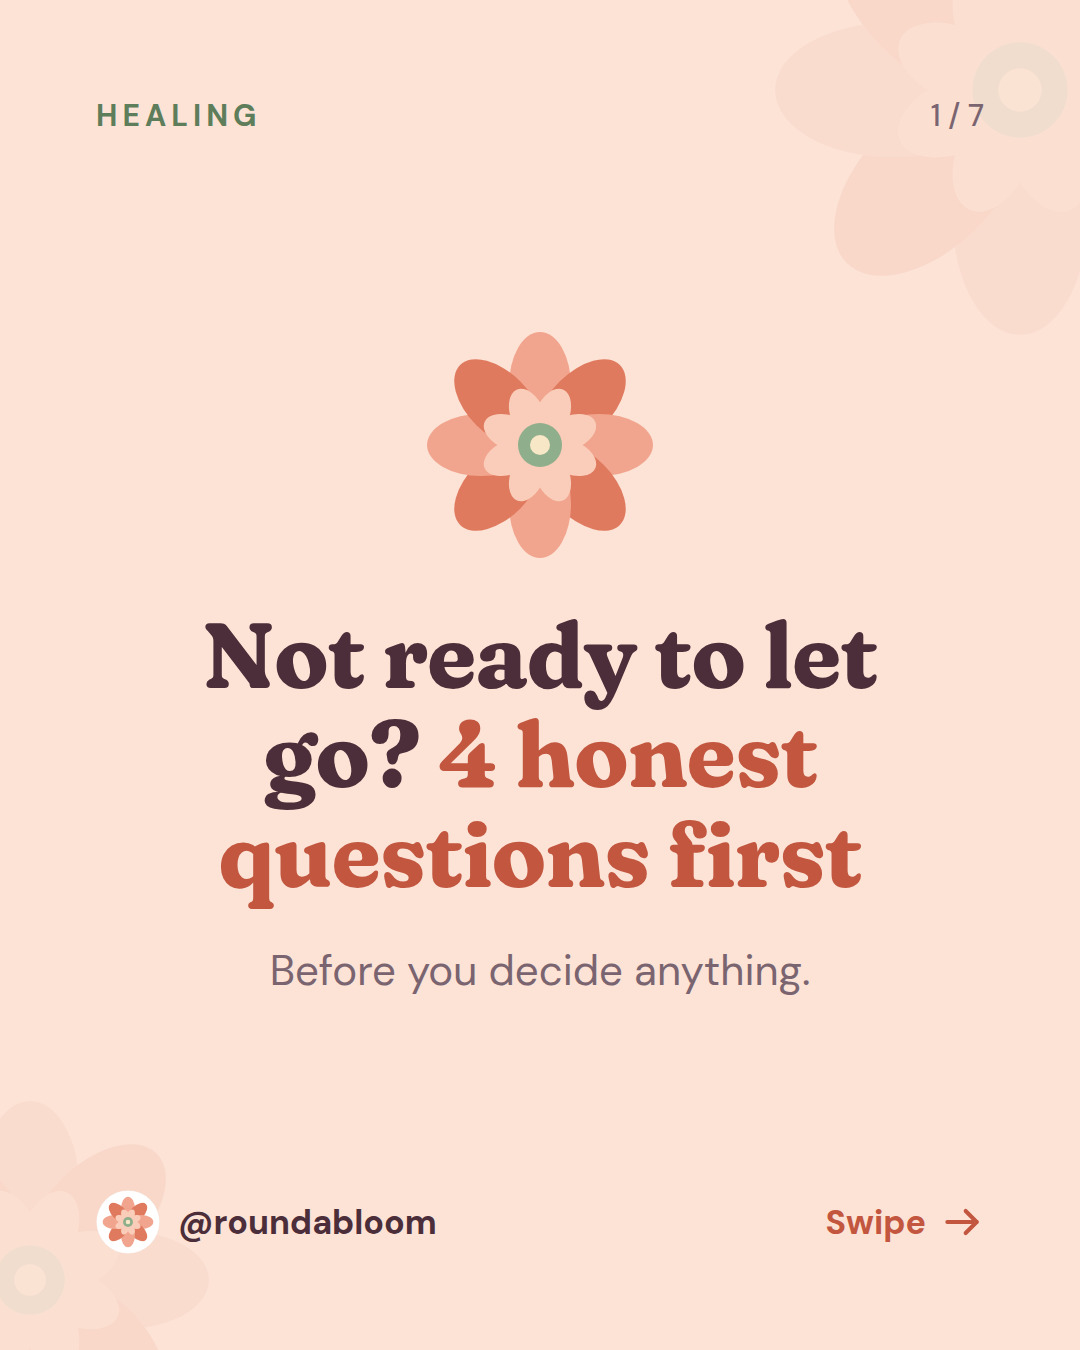 HEALING
1 / 7
Not ready to let
go? 4 honest
questions first
Before you decide anything.
@roundabloom
Swipe →